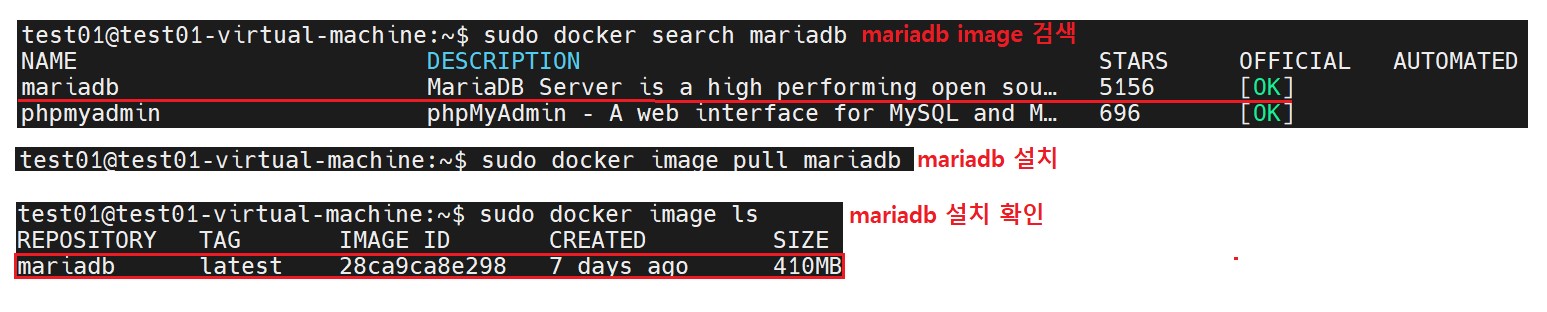 test01@test01-virtual-machine:~$ sudo docker search mariadb mariadb image 검색
NAME DESCRIPTION STARS OFFICIAL AUTOMATED
mariadb MariaDB Server is a high performing open sou… 5156 [OK]
phpmyadmin phpMyAdmin - A web interface for MySQL and M… 696 [OK]
test01@test01-virtual-machine:~$ sudo docker image pull mariadb mariadb 설치
test01@test01-virtual-machine:~$ sudo docker image ls mariadb 설치 확인
REPOSITORY TAG IMAGE ID CREATED SIZE
mariadb latest 28ca9ca8e298 7 days ago 410MB